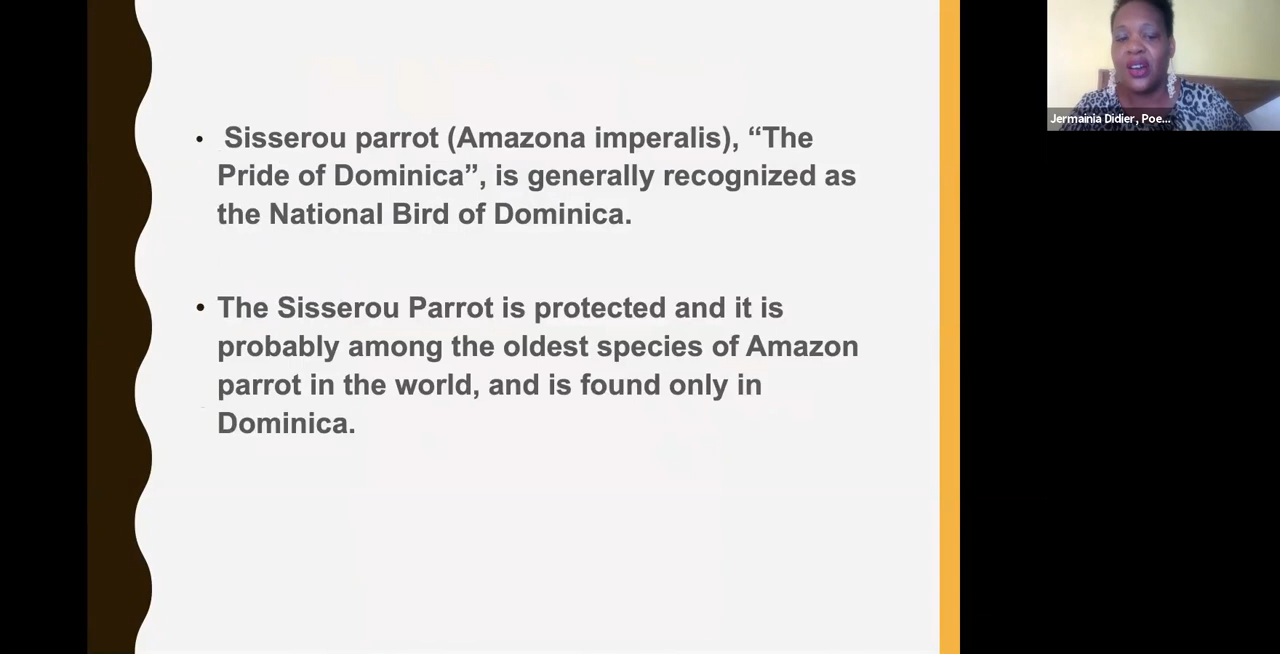 • Sisserou parrot (Amazona imperalis), “The
Pride of Dominica”, is generally recognized as
the National Bird of Dominica.
• The Sisserou Parrot is protected and it is
probably among the oldest species of Amazon
parrot in the world, and is found only in
Dominica.
Jermainia Didier, Poe...